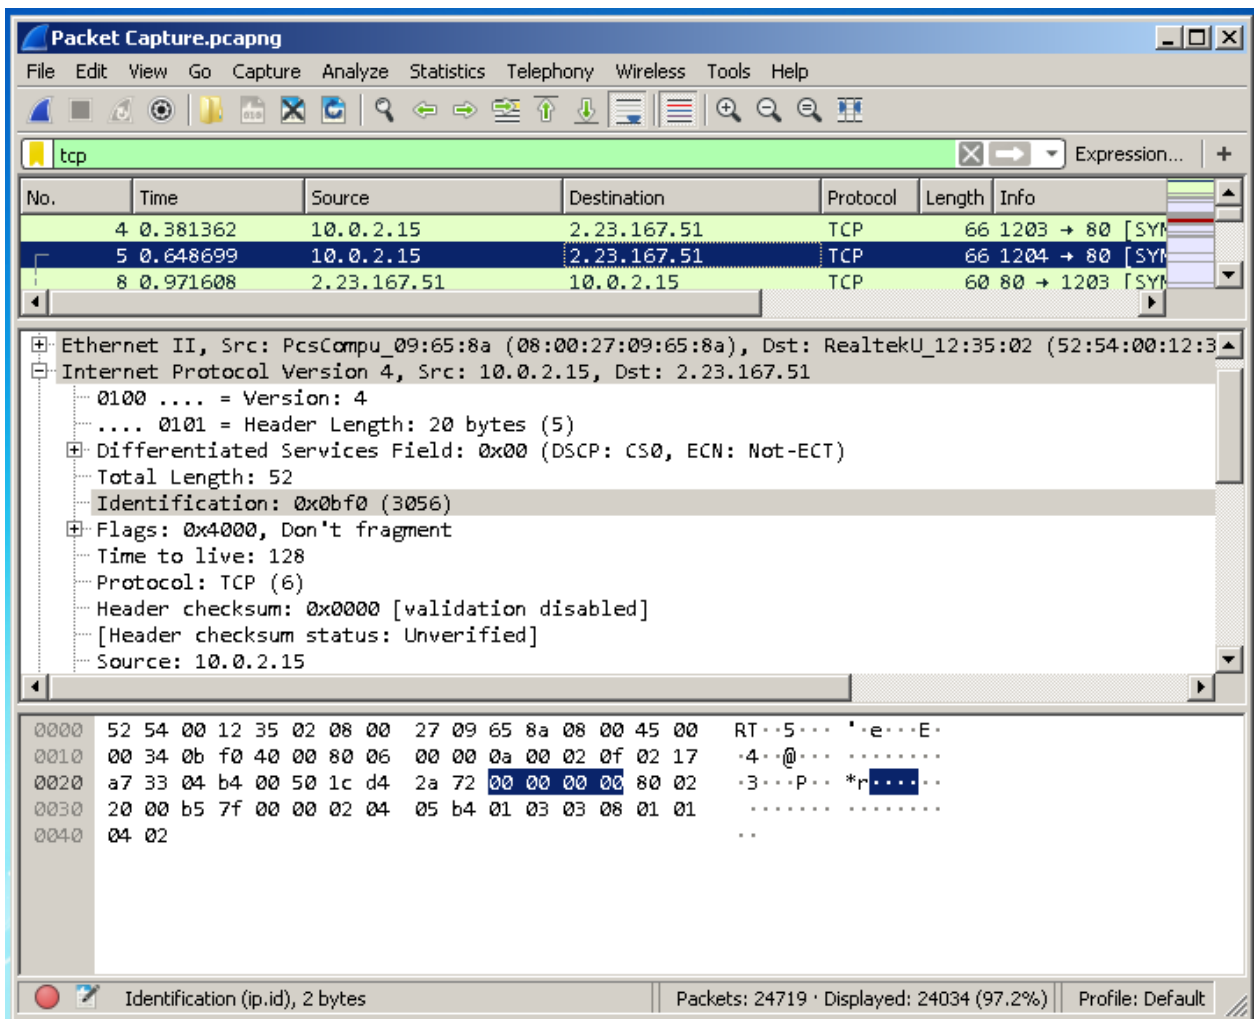 Packet Capture.pcapng
File Edit View Go Capture Analyze Statistics Telephony Wireless Tools Help
tcp Expression... +
No. Time Source Destination Protocol Length Info
4 0.381362 10.0.2.15 2.23.167.51 TCP 66 1203 → 80 [SYN
5 0.648699 10.0.2.15 2.23.167.51 TCP 66 1204 → 80 [SYN
8 0.971608 2.23.167.51 10.0.2.15 TCP 60 80 → 1203 [SYN
Ethernet II, Src: PcsCompu_09:65:8a (08:00:27:09:65:8a), Dst: RealtekU_12:35:02 (52:54:00:12:3
Internet Protocol Version 4, Src: 10.0.2.15, Dst: 2.23.167.51
0100 .... = Version: 4
.... 0101 = Header Length: 20 bytes (5)
Differentiated Services Field: 0x00 (DSCP: CS0, ECN: Not-ECT)
Total Length: 52
Identification: 0x0bf0 (3056)
Flags: 0x4000, Don't fragment
Time to live: 128
Protocol: TCP (6)
Header checksum: 0x0000 [validation disabled]
[Header checksum status: Unverified]
Source: 10.0.2.15
0000 52 54 00 12 35 02 08 00 27 09 65 8a 08 00 45 00 RT··5··· '·e···E·
0010 00 34 0b f0 40 00 80 06 00 00 0a 00 02 0f 02 17 ·4··@··· ········
0020 a7 33 04 b4 00 50 1c d4 2a 72 00 00 00 00 80 02 ·3···P·· *r······
0030 20 00 b5 7f 00 00 02 04 05 b4 01 03 03 08 01 01 ······· ········
0040 04 02 ··
Identification (ip.id), 2 bytes Packets: 24719 · Displayed: 24034 (97.2%) Profile: Default